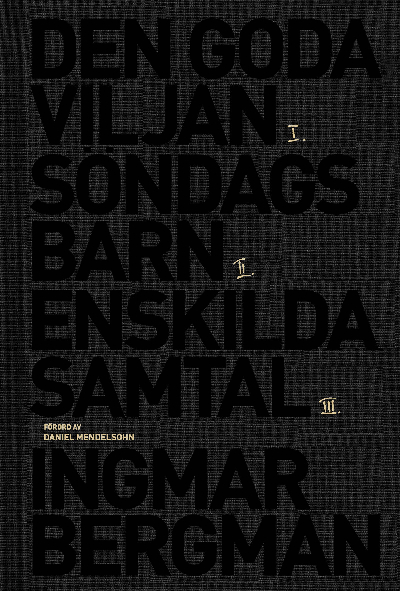 DEN GODA
VILJAN I.
SÖNDAGS
BARN II.
ENSKILDA
SAMTAL III.
FÖRORD AV
DANIEL MENDELSOHN
INGMAR
BERGMAN